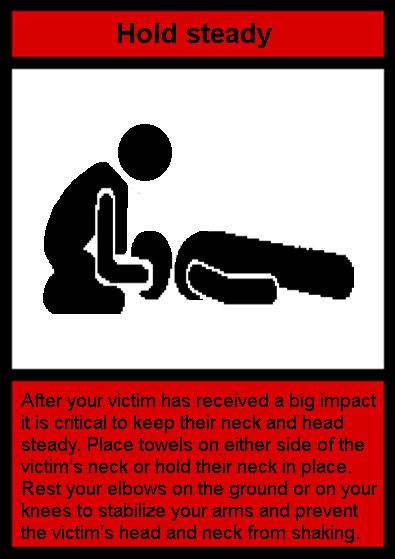 Hold steady
After your victim has received a big impact
it is critical to keep their neck and head
steady. Place towels on either side of the
victim's neck or hold their neck in place.
Rest your elbows on the ground or on your
knees to stabilize your arms and prevent
the victim's head and neck from shaking.